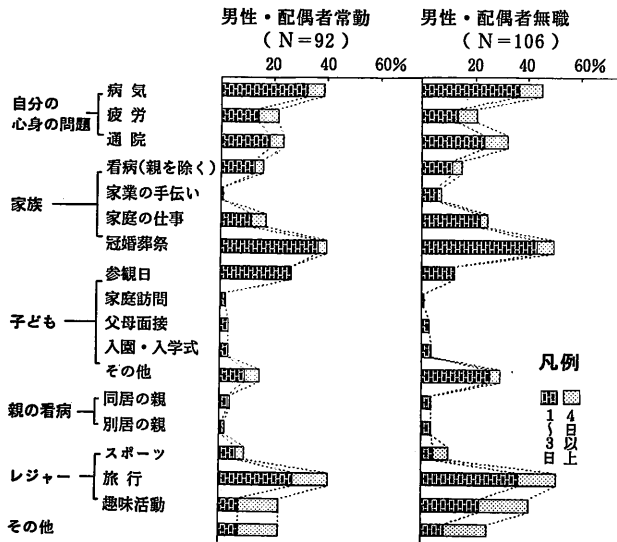 男性・配偶者常勤
(N=92)
20 40 60%
男性・配偶者無職
(N=106)
20 40 60%
自分の心身の問題
病気
疲労
通院
家族
看病(親を除く)
家業の手伝い
家庭の仕事
冠婚葬祭
子ども
参観日
家庭訪問
父母面接
入園・入学式
その他
親の看病
同居の親
別居の親
レジャー
スポーツ
旅行
趣味活動
その他
凡例
1~3日
4日以上